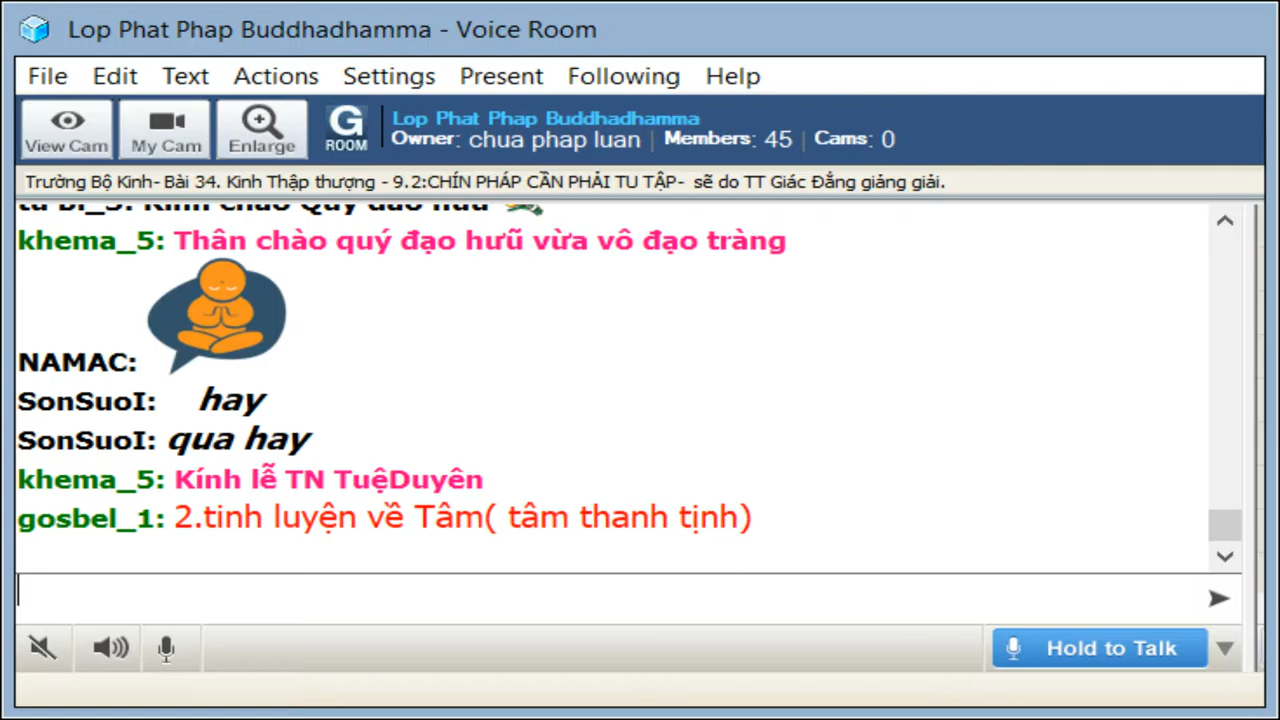 Lop Phat Phap Buddhadhamma - Voice Room
File Edit Text Actions Settings Present Following Help
View Cam My Cam Enlarge G ROOM
Lop Phat Phap Buddhadhamma
Owner: chua phap luan | Members: 45 | Cams: 0
Trường Bộ Kinh- Bài 34. Kinh Thập thượng - 9.2:CHÍN PHÁP CẦN PHẢI TU TẬP- sẽ do TT Giác Đẳng giảng giải.
khema_5: Thân chào quý đạo hưũ vừa vô đạo tràng
NAMAC:
SonSuoI: hay
SonSuoI: qua hay
khema_5: Kính lễ TN TuệDuyên
gosbel_1: 2.tinh luyện về Tâm( tâm thanh tịnh)
Hold to Talk